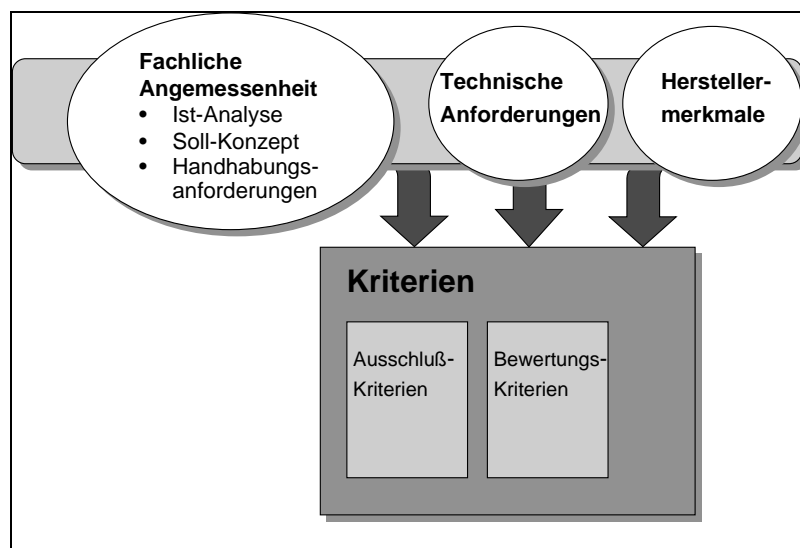 Fachliche
Angemessenheit
• Ist-Analyse
• Soll-Konzept
• Handhabungs-
anforderungen
Technische
Anforderungen
Hersteller-
merkmale
Kriterien
Ausschluß-
Kriterien
Bewertungs-
Kriterien